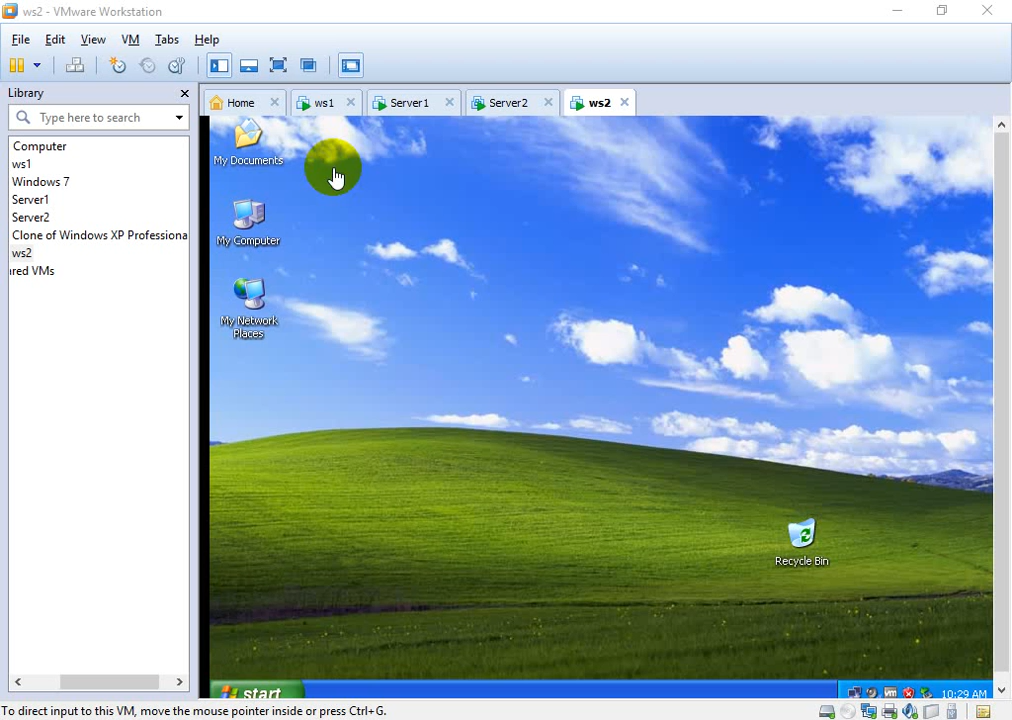 ws2 - VMware Workstation
File Edit View VM Tabs Help
Library
Type here to search
Home ws1 Server1 Server2 ws2
Computer
ws1
Windows 7
Server1
Server2
Clone of Windows XP Professiona
ws2
ared VMs
My Documents
My Computer
My Network
Places
Recycle Bin
start
10:29 AM
To direct input to this VM, move the mouse pointer inside or press Ctrl+G.